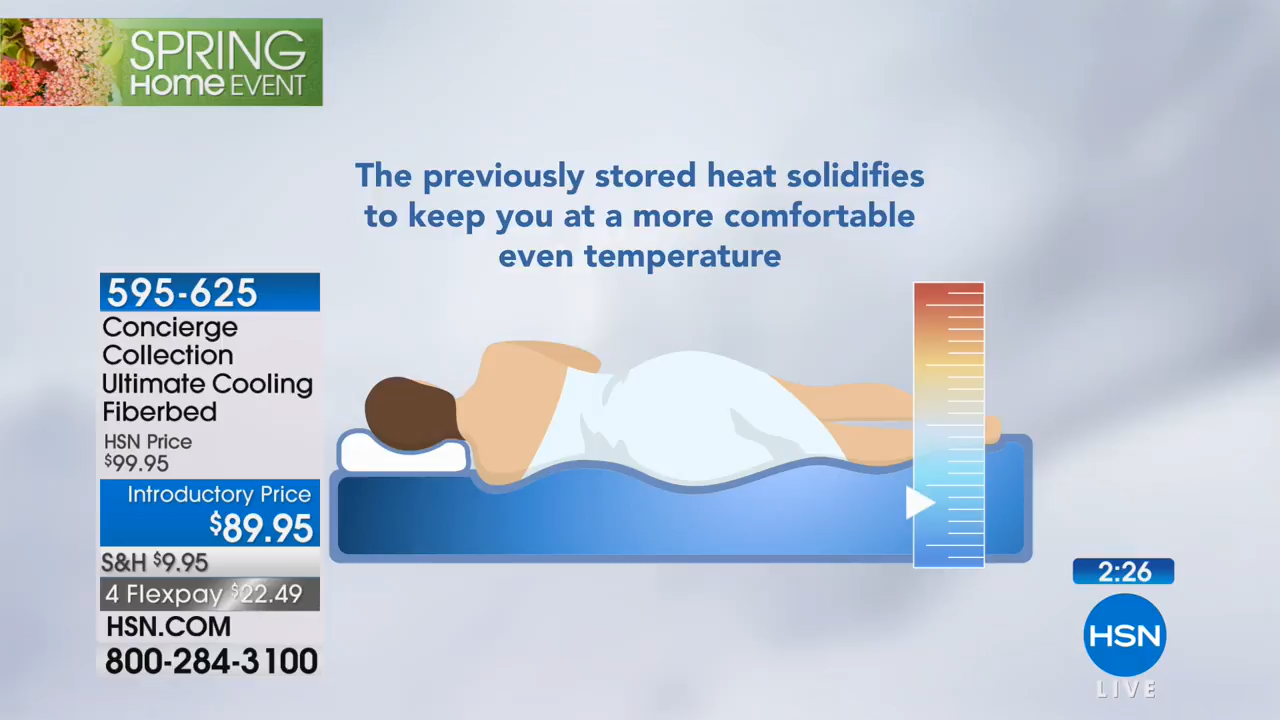 SPRING
Home EVENT
The previously stored heat solidifies
to keep you at a more comfortable
even temperature
595-625
Concierge
Collection
Ultimate Cooling
Fiberbed
HSN Price
$99.95
Introductory Price
$89.95
S&H $9.95
4 Flexpay $22.49
HSN.COM
800-284-3100
2:26
HSN
LIVE